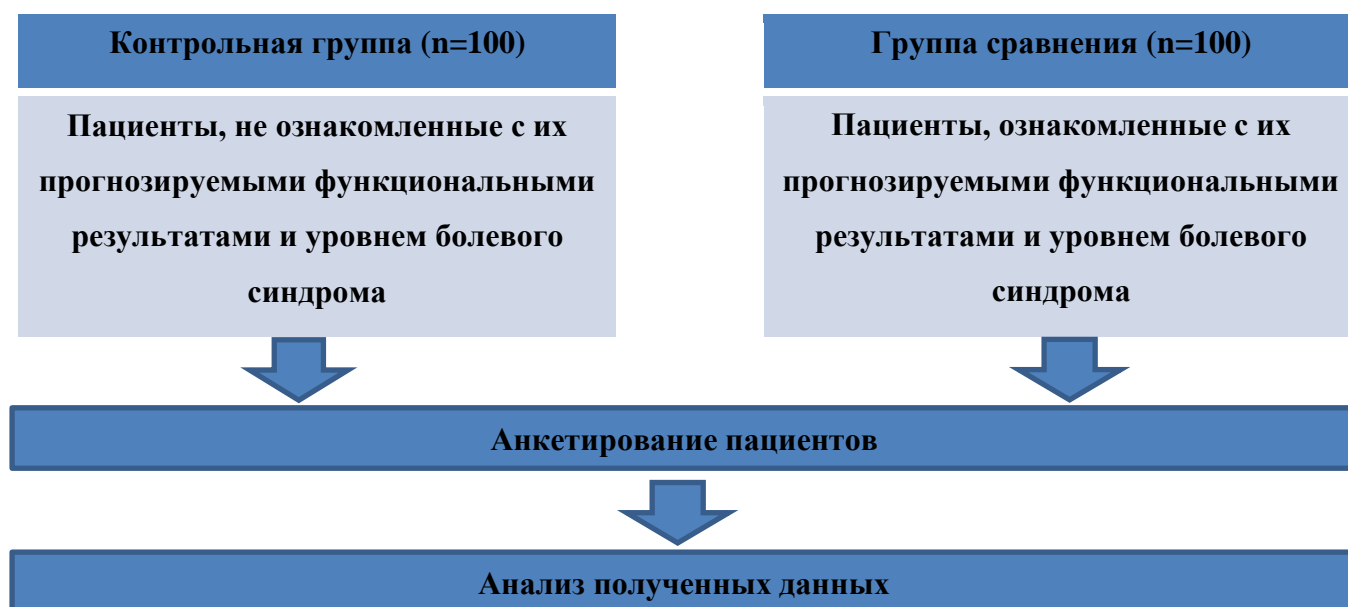 Контрольная группа (n=100)
Пациенты, не ознакомленные с их
прогнозируемыми функциональными
результатами и уровнем болевого
синдрома
Группа сравнения (n=100)
Пациенты, ознакомленные с их
прогнозируемыми функциональными
результатами и уровнем болевого
синдрома
Анкетирование пациентов
Анализ полученных данных